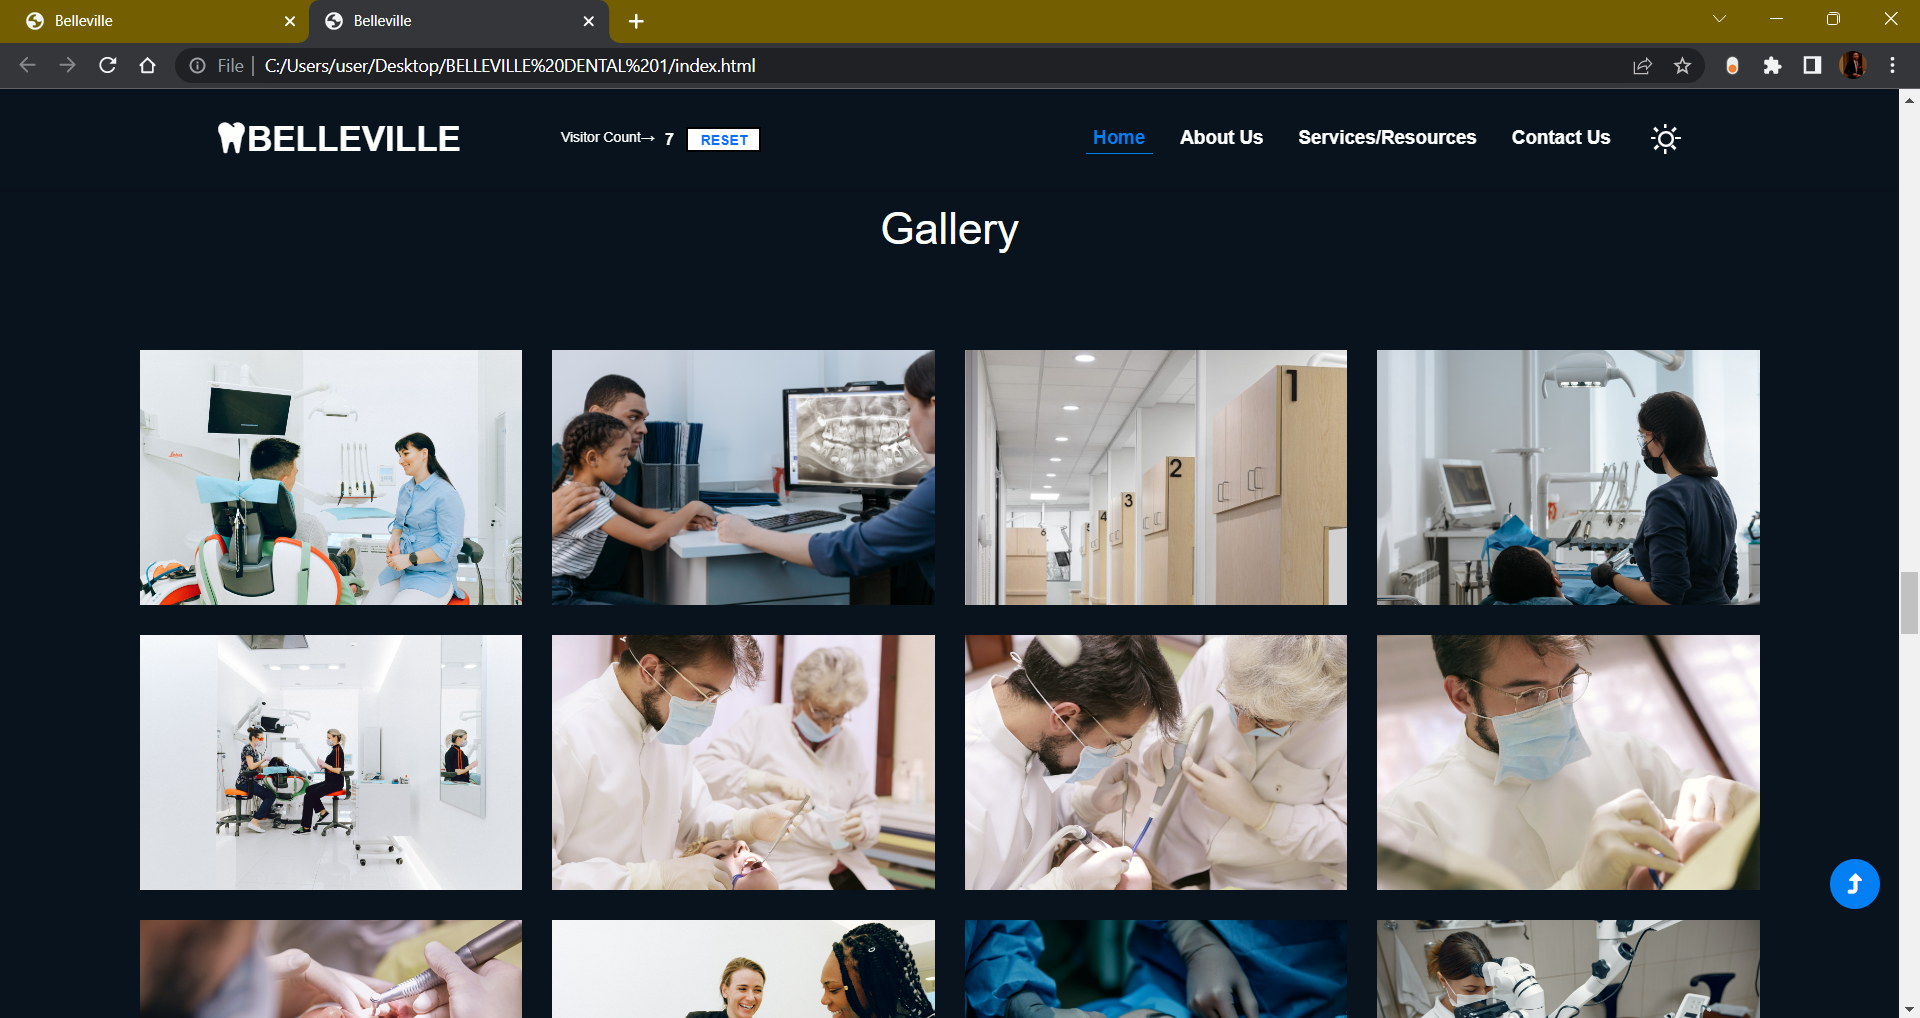 Belleville
Belleville
File
C:/Users/user/Desktop/BELLEVILLE%20DENTAL%201/index.html
BELLEVILLE
Visitor Count→ 7 RESET
Home About Us Services/Resources Contact Us
Gallery
1
2
3
4